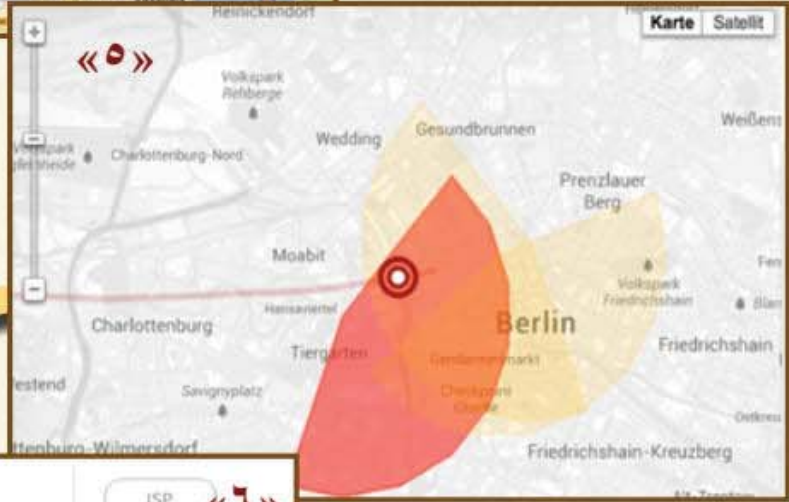 Reinickendorf
Karte Satellit
«٥»
Volkspark
Rehberge
Wedding Gesundbrunnen
Charlottenburg-Nord
Prenzlauer
Berg
Moabit
Hansaviertel
Volkspark
Friedrichshain
Charlottenburg
Berlin
Tiergarten
Gendarmenmarkt
Friedrichshain
Checkpoint
Charlie
Savignyplatz
Friedrichshain-Kreuzberg
ISP «٦»